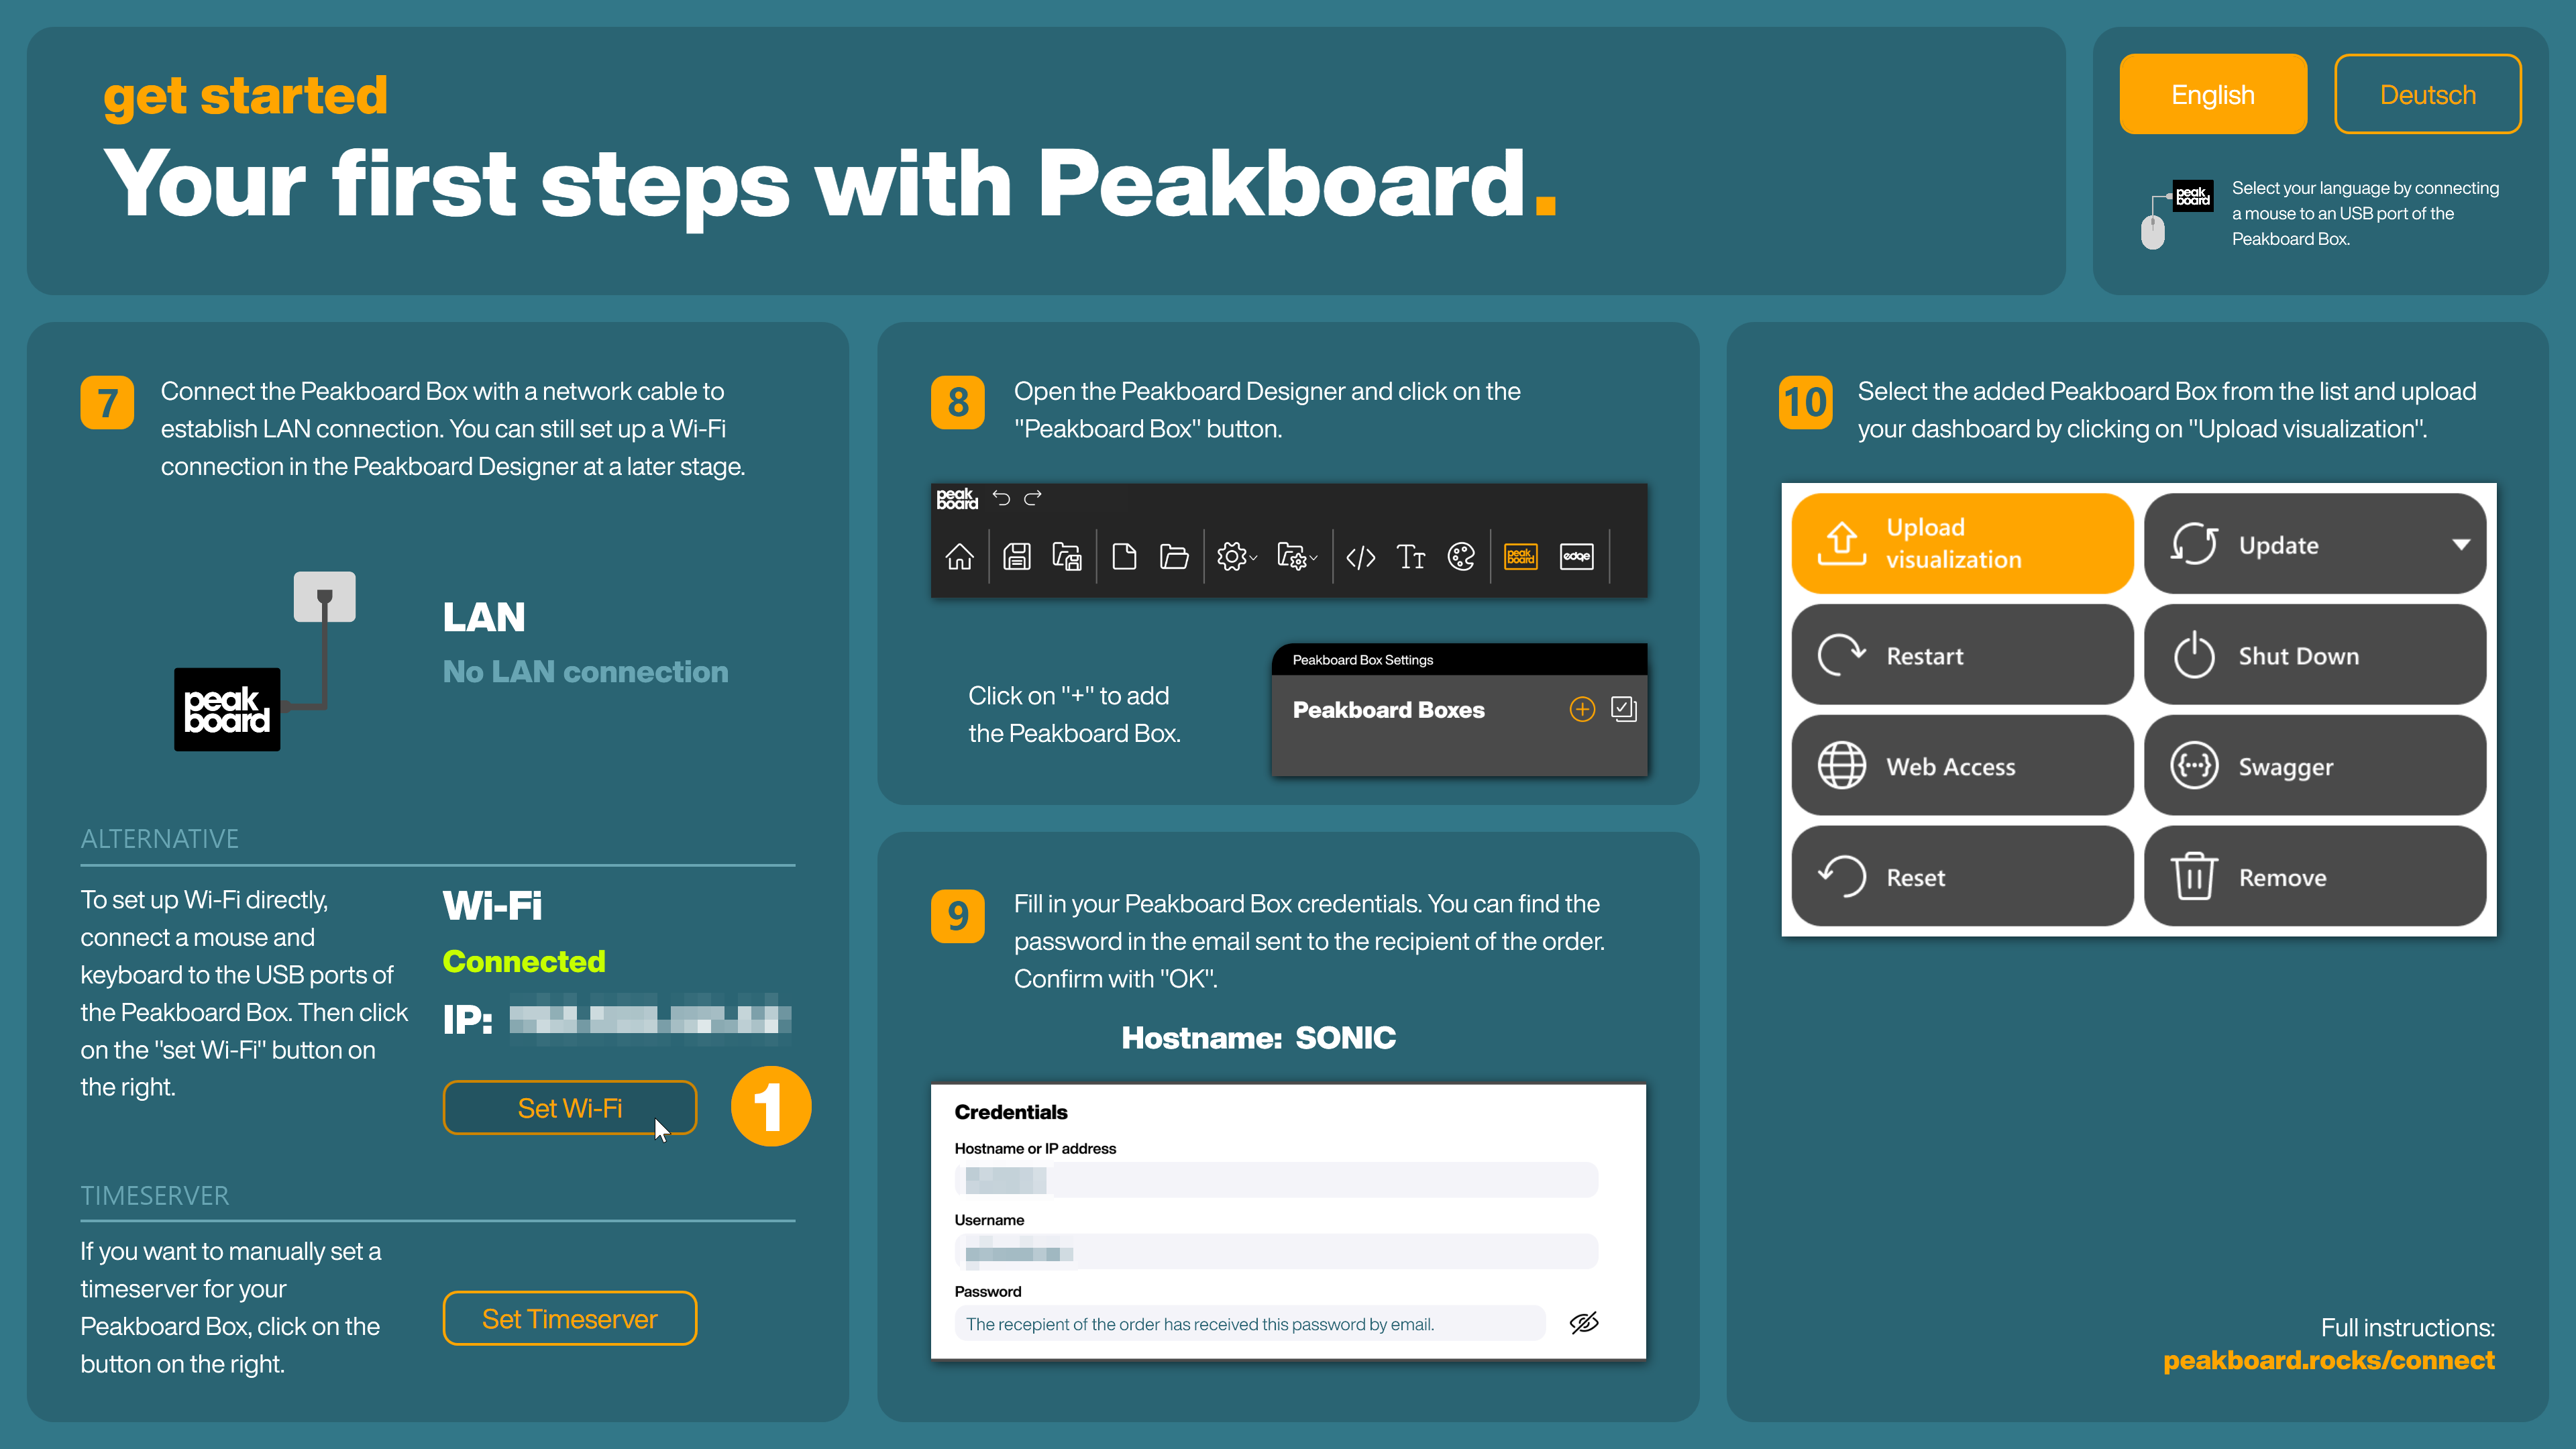 get started
Your first steps with Peakboard.
English
Deutsch
peak
board
Select your language by connecting
a mouse to an USB port of the
Peakboard Box.
7
Connect the Peakboard Box with a network cable to
establish LAN connection. You can still set up a Wi-Fi
connection in the Peakboard Designer at a later stage.
peak
board
LAN
No LAN connection
ALTERNATIVE
To set up Wi-Fi directly,
connect a mouse and
keyboard to the USB ports of
the Peakboard Box. Then click
on the "set Wi-Fi" button on
the right.
Wi-Fi
Connected
IP:
Set Wi-Fi
1
TIMESERVER
If you want to manually set a
timeserver for your
Peakboard Box, click on the
button on the right.
Set Timeserver
8
Open the Peakboard Designer and click on the
"Peakboard Box" button.
peak
board
Tt
peak
board
edge
Click on "+" to add
the Peakboard Box.
Peakboard Box Settings
Peakboard Boxes
9
Fill in your Peakboard Box credentials. You can find the
password in the email sent to the recipient of the order.
Confirm with "OK".
Hostname: SONIC
Credentials
Hostname or IP address
Username
Password
The recepient of the order has received this password by email.
10
Select the added Peakboard Box from the list and upload
your dashboard by clicking on "Upload visualization".
Upload
visualization
Update
Restart
Shut Down
Web Access
Swagger
Reset
Remove
Full instructions:
peakboard.rocks/connect